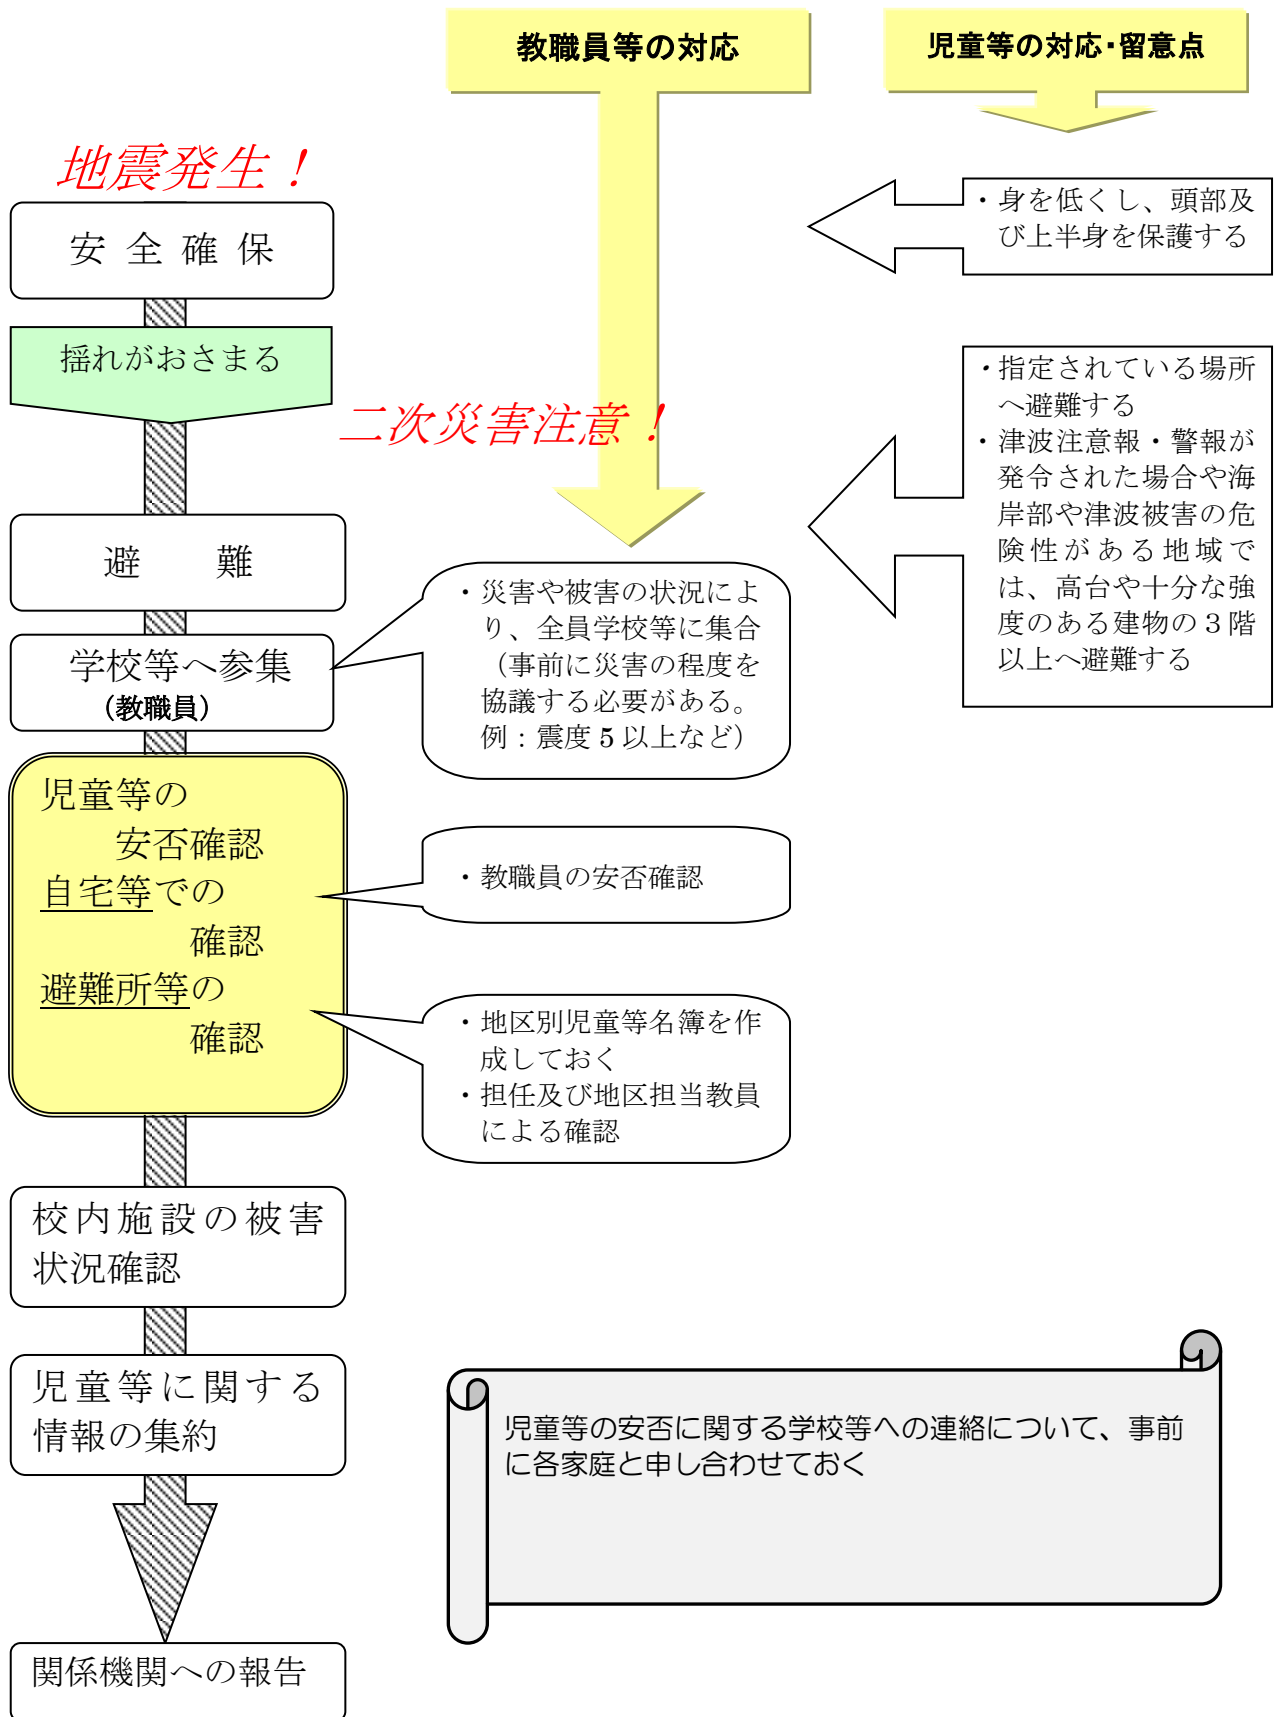 教職員等の対応
児童等の対応・留意点
地震発生！
安全確保
・身を低くし、頭部及
び上半身を保護する
揺れがおさまる
二次災害注意！
・指定されている場所
へ避難する
・津波注意報・警報が
発令された場合や海
岸部や津波被害の危
険性がある地域で
は、高台や十分な強
度のある建物の３階
以上へ避難する
避難
学校等へ参集
（教職員）
・災害や被害の状況によ
り、全員学校等に集合
（事前に災害の程度を
協議する必要がある。
例：震度5以上など）
児童等の
安否確認
自宅等での
確認
避難所等の
確認
・教職員の安否確認
・地区別児童等名簿を作
成しておく
・担任及び地区担当教員
による確認
校内施設の被害
状況確認
児童等に関する
情報の集約
児童等の安否に関する学校等への連絡について、事前
に各家庭と申し合わせておく
関係機関への報告